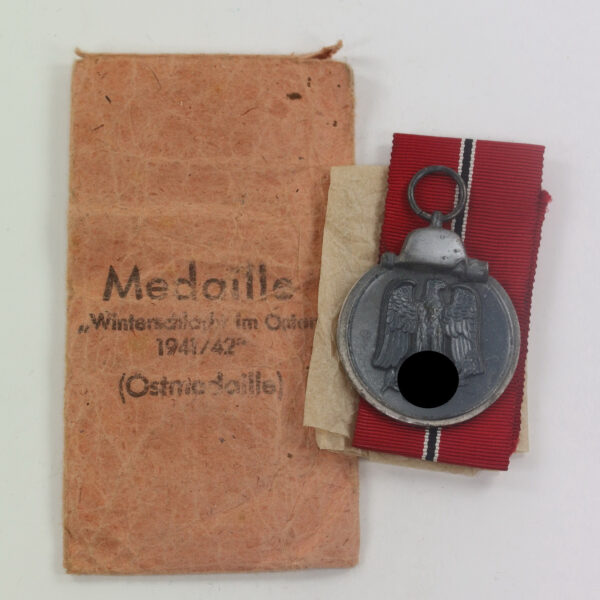 Medaille
„Winterschlacht im Osten
1941/42"
(Ostmedaille)